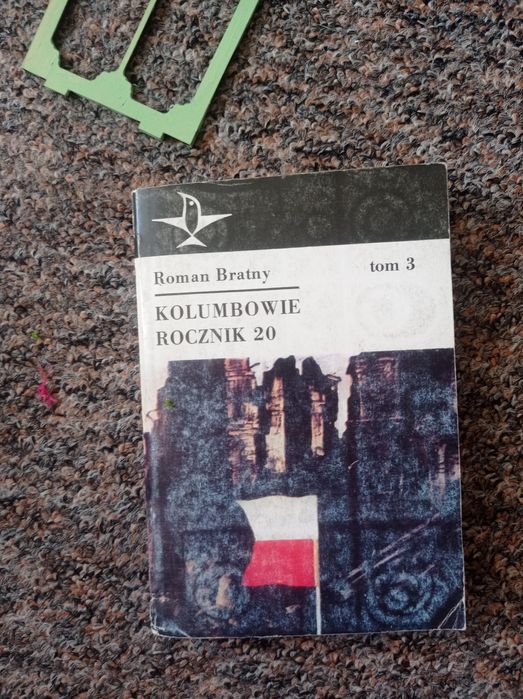 Roman Bratny
tom 3
KOLUMBOWIE
ROCZNIK 20